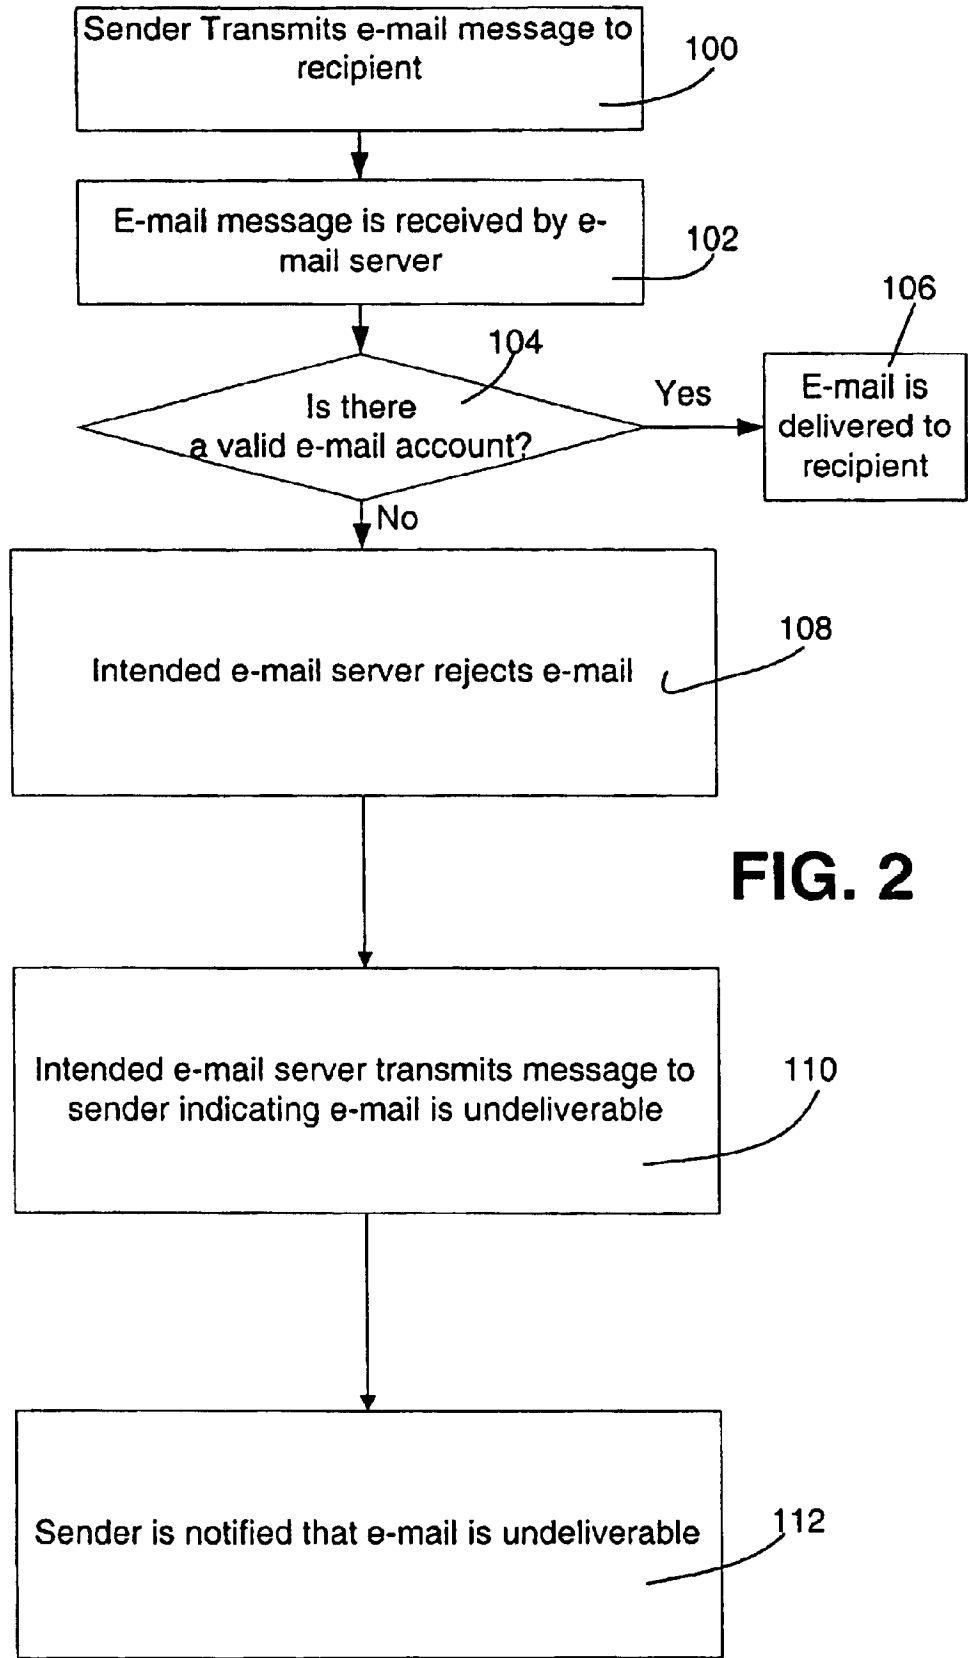 Sender Transmits e-mail message to
recipient
100
E-mail message is received by e-
mail server
102
106
104
Is there
a valid e-mail account?
Yes
E-mail is
delivered to
recipient
No
Intended e-mail server rejects e-mail
108
FIG. 2
Intended e-mail server transmits message to
sender indicating e-mail is undeliverable
110
Sender is notified that e-mail is undeliverable
112